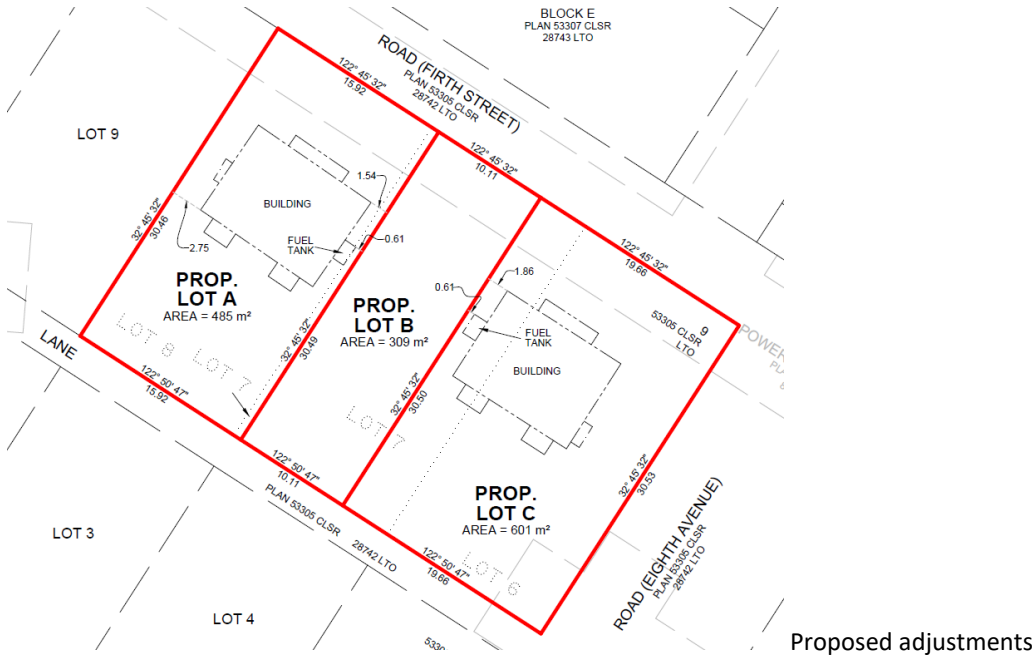 BLOCK E
PLAN 53307 CLSR
28743 LTO
ROAD (FIRTH STREET)
PLAN 53305 CLSR
28742 LTO
122° 45' 32"
15.92
LOT 9
122° 45' 32"
10.11
1.54
BUILDING
32° 45' 32"
30.46
2.75
FUEL
TANK
0.61
122° 45' 32"
19.66
PROP.
LOT A
AREA = 485 m²
PROP.
LOT B
AREA = 309 m²
0.61
1.86
FUEL
TANK
BUILDING
9
53305 CLSR
LTO
POWER
LOT 8
LOT 7
32° 45' 32"
30.49
LANE
122° 50' 47"
15.92
LOT 7
32° 45' 32"
30.50
122° 50' 47"
10.11
PLAN 53305 CLSR
28742 LTO
PROP.
LOT C
AREA = 601 m²
32° 45' 32"
30.53
ROAD (EIGHTH AVENUE)
PLAN 53305 CLSR
28742 LTO
LOT 3
122° 50' 47"
19.66
LOT 6
LOT 4
Proposed adjustments